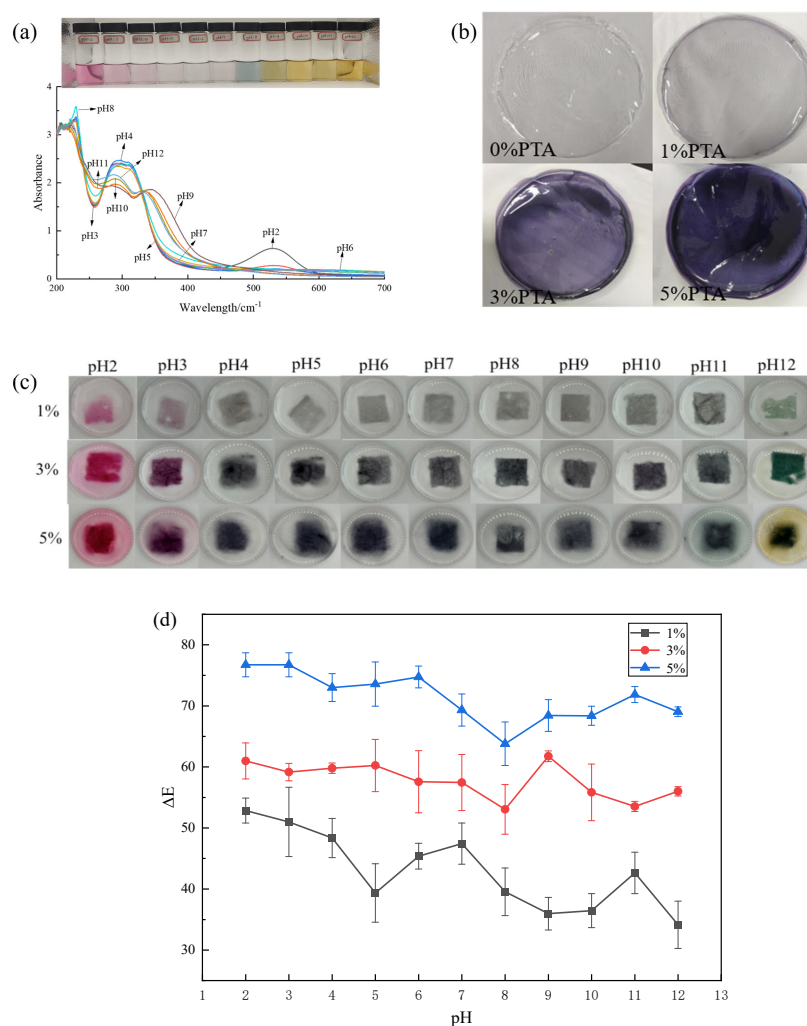 (a)
4
3
2
1
0
Absorbance
200
300
400
500
600
700
Wavelength/cm⁻¹
pH8
pH4
pH11
pH12
pH10
pH9
pH3
pH5
pH7
pH2
pH6
(b)
0%PTA
1%PTA
3%PTA
5%PTA
(c)
pH2 pH3 pH4 pH5 pH6 pH7 pH8 pH9 pH10 pH11 pH12
1%
3%
5%
(d)
80
70
60
50
40
30
ΔE
1%
3%
5%
1 2 3 4 5 6 7 8 9 10 11 12 13
pH